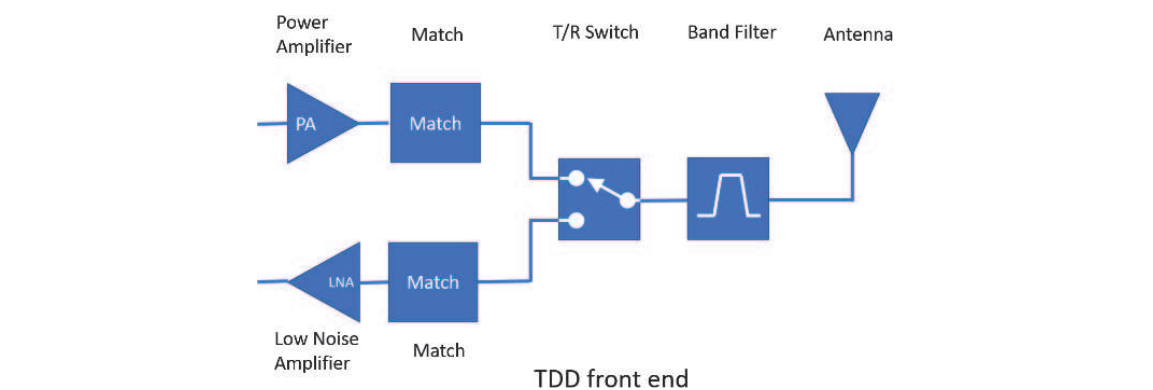 Power
Amplifier
Match
T/R Switch
Band Filter
Antenna
PA
Match
LNA
Match
Low Noise
Amplifier
Match
TDD front end